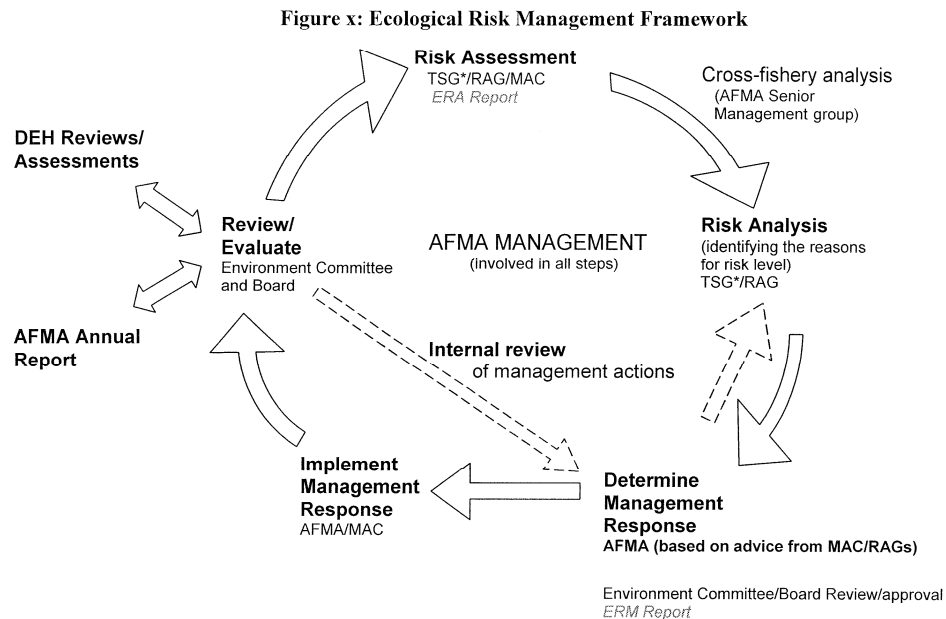 Figure x: Ecological Risk Management Framework
Risk Assessment
TSG*/RAG/MAC
ERA Report
Cross-fishery analysis
(AFMA Senior
Management group)
DEH Reviews/
Assessments
Review/
Evaluate
Environment Committee
and Board
AFMA MANAGEMENT
(involved in all steps)
Risk Analysis
(identifying the reasons
for risk level)
TSG*/RAG
AFMA Annual
Report
Internal review
of management actions
Implement
Management
Response
AFMA/MAC
Determine
Management
Response
AFMA (based on advice from MAC/RAGs)
Environment Committee/Board Review/approval
ERM Report